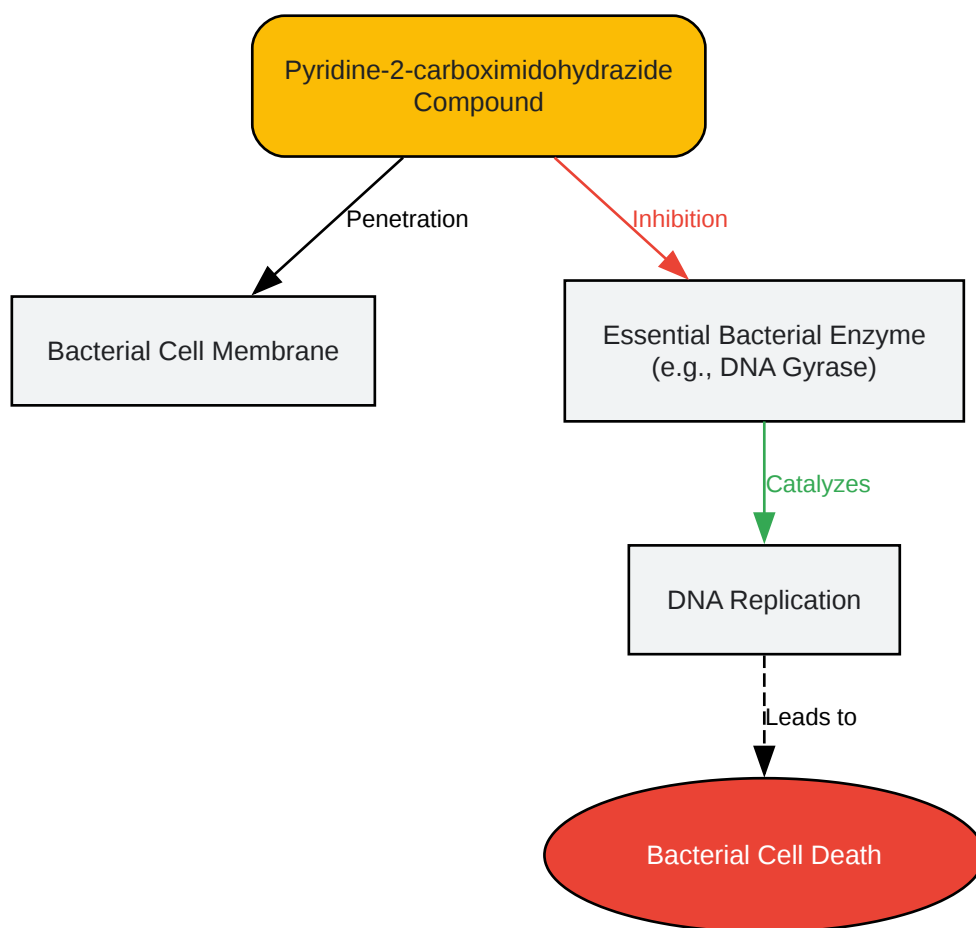 Pyridine-2-carboximidohydrazide
Compound
Penetration
Inhibition
Bacterial Cell Membrane
Essential Bacterial Enzyme
(e.g., DNA Gyrase)
Catalyzes
DNA Replication
Leads to
Bacterial Cell Death